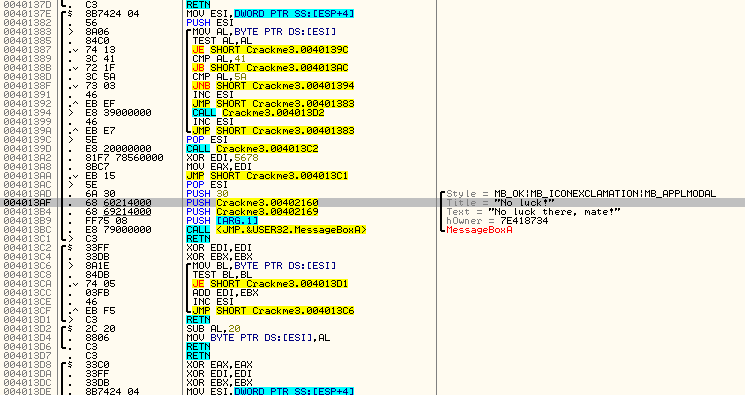 0040137D . C3 RETN
0040137E $ 8B7424 04 MOV ESI,DWORD PTR SS:[ESP+4]
00401382 . 56 PUSH ESI
00401383 > 8A06 MOV AL,BYTE PTR DS:[ESI]
00401385 . 84C0 TEST AL,AL
00401387 . 74 13 JE SHORT Crackme3.0040139C
00401389 . 3C 41 CMP AL,41
0040138B . 72 1F JB SHORT Crackme3.004013AC
0040138D . 3C 5A CMP AL,5A
0040138F . 73 03 JNB SHORT Crackme3.00401394
00401391 . 46 INC ESI
00401392 .^ EB EF JMP SHORT Crackme3.00401383
00401394 > E8 39000000 CALL Crackme3.004013D2
00401399 . 46 INC ESI
0040139A .^ EB E7 JMP SHORT Crackme3.00401383
0040139C > 5E POP ESI
0040139D . E8 20000000 CALL Crackme3.004013C2
004013A2 . 81F7 78560000 XOR EDI,5678
004013A8 . 8BC7 MOV EAX,EDI
004013AA . EB 15 JMP SHORT Crackme3.004013C1
004013AC > 5E POP ESI
004013AD . 6A 30 PUSH 30 Style = MB_OK|MB_ICONEXCLAMATION|MB_APPLMODAL
004013AF . 68 60214000 PUSH Crackme3.00402160 Title = "No luck!"
004013B4 . 68 69214000 PUSH Crackme3.00402169 Text = "No luck there, mate!"
004013B9 . FF75 08 PUSH [ARG.1] hOwner = 7E418734
004013BC . E8 79000000 CALL <JMP.&USER32.MessageBoxA> MessageBoxA
004013C1 > C3 RETN
004013C2 $ 33FF XOR EDI,EDI
004013C4 . 33DB XOR EBX,EBX
004013C6 > 8A1E MOV BL,BYTE PTR DS:[ESI]
004013C8 . 84DB TEST BL,BL
004013CA . 74 05 JE SHORT Crackme3.004013D1
004013CC . 03FB ADD EDI,EBX
004013CE . 46 INC ESI
004013CF .^ EB F5 JMP SHORT Crackme3.004013C6
004013D1 > C3 RETN
004013D2 $ 2C 20 SUB AL,20
004013D4 . 8806 MOV BYTE PTR DS:[ESI],AL
004013D6 . C3 RETN
004013D7 . C3 RETN
004013D8 $ 33C0 XOR EAX,EAX
004013DA . 33FF XOR EDI,EDI
004013DC . 33DB XOR EBX,EBX
004013DE . 8B7424 04 MOV ESI,DWORD PTR SS:[ESP+4]